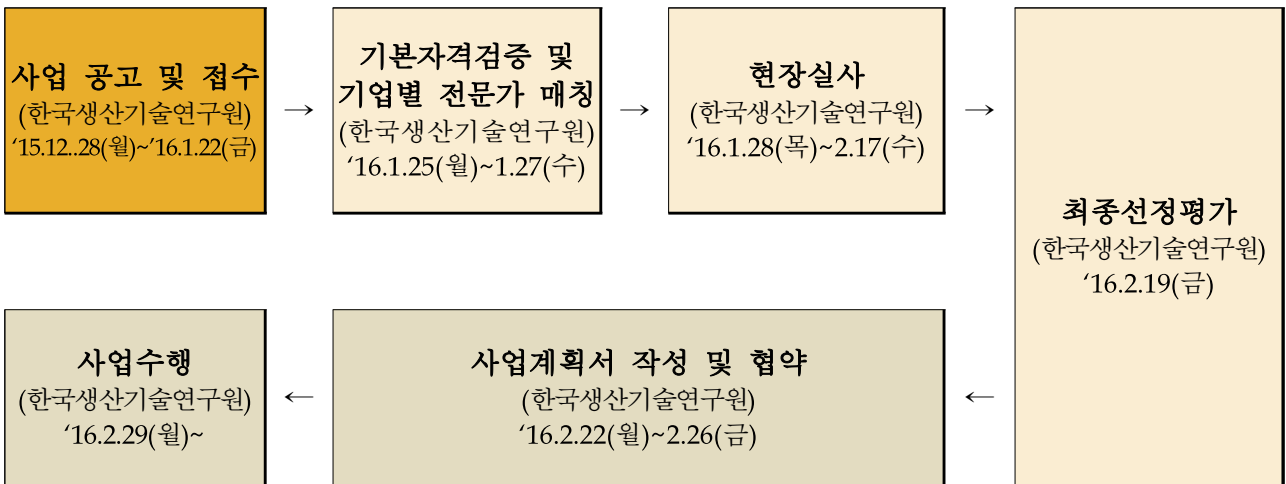 사업 공고 및 접수
(한국생산기술연구원)
‘15.12..28(월)~’16.1.22(금)
→
기본자격검증 및
기업별 전문가 매칭
(한국생산기술연구원)
‘16.1.25(월)~1.27(수)
→
현장실사
(한국생산기술연구원)
‘16.1.28(목)~2.17(수)
→
최종선정평가
(한국생산기술연구원)
‘16.2.19(금)
←
사업계획서 작성 및 협약
(한국생산기술연구원)
‘16.2.22(월)~2.26(금)
←
사업수행
(한국생산기술연구원)
‘16.2.29(월)~